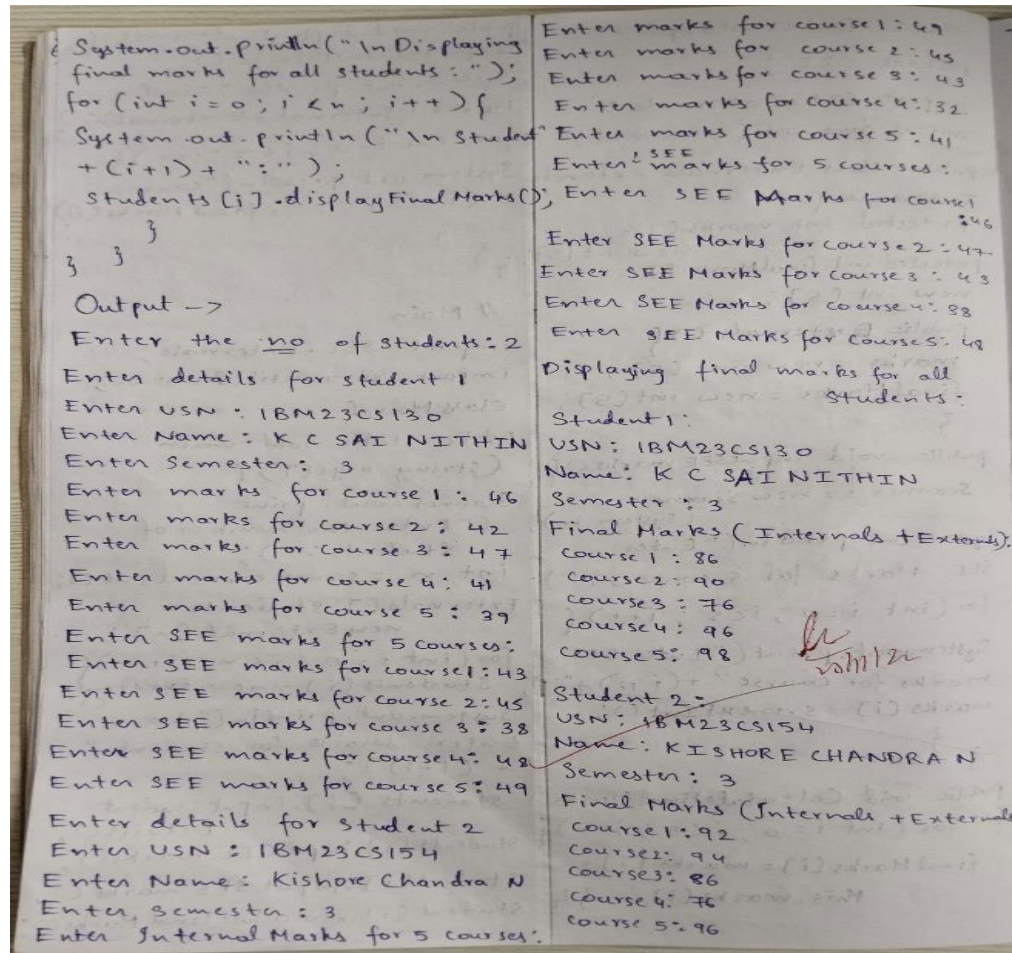 System.out.println("\n Displaying
final marks for all students : ");
for (int i = 0; i < n; i++) {
System.out.println("\n Student"
+ (i+1) + ":");
Students [i].displayFinalMarks();
}
}
}
Output ->
Enter the no of students: 2
Enter details for student 1
Enter USN : 1BM23CS130
Enter Name : K C SAI NITHIN
Enter Semester : 3
Enter marks for course 1 : 46
Enter marks for course 2 : 42
Enter marks for course 3 : 47
Enter marks for course 4 : 41
Enter marks for course 5 : 39
Enter SEE marks for 5 courses:
Enter SEE marks for course1 : 43
Enter SEE marks for course 2 : 45
Enter SEE marks for course 3 : 38
Enter SEE marks for course 4 : 48
Enter SEE marks for course 5 : 49
Enter details for student 2
Enter USN : 1BM23CS154
Enter Name : Kishore Chandra N
Enter semester : 3
Enter Internal Marks for 5 courses:
Enter marks for course 1 : 49
Enter marks for course 2 : 45
Enter marks for course 3 : 43
Enter marks for course 4 : 32
Enter marks for course 5 : 41
Enter SEE marks for 5 courses:
Enter SEE Marks for course1
: 46
Enter SEE Marks for course 2 : 47
Enter SEE Marks for course 3 : 43
Enter SEE Marks for course 4 : 38
Enter SEE Marks for course 5 : 48
Displaying final marks for all
Students :
Student 1 :
USN : 1BM23CS130
Name : K C SAI NITHIN
Semester : 3
Final Marks (Internals + Externals).
course 1 : 86
course 2 : 90
course 3 : 76
course 4 : 96
course 5 : 98
Student 2 :
USN : 1BM23CS154
Name : KISHORE CHANDRA N
Semester : 3
Final Marks (Internals + Externals
course 1 : 92
course 2 : 94
course 3 : 86
course 4 : 76
course 5 : 96